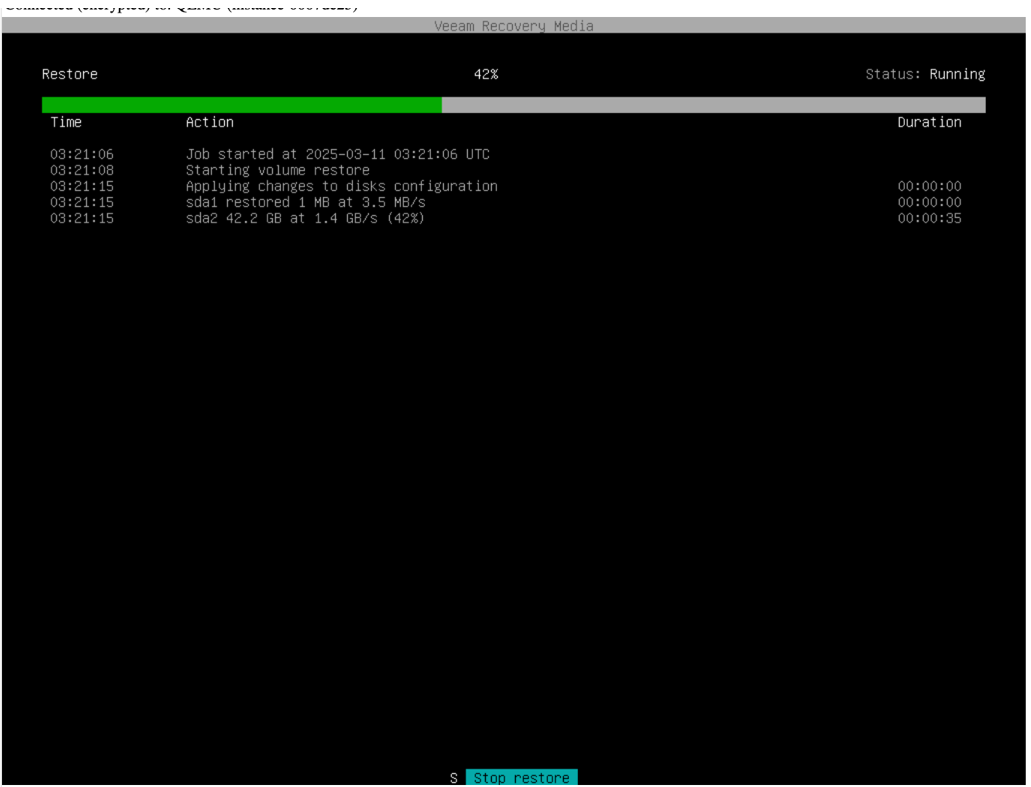 Veeam Recovery Media
Restore 42% Status: Running
Time Action Duration
03:21:06 Job started at 2025-03-11 03:21:06 UTC
03:21:08 Starting volume restore
03:21:15 Applying changes to disks configuration 00:00:00
03:21:15 sda1 restored 1 MB at 3.5 MB/s 00:00:00
03:21:15 sda2 42.2 GB at 1.4 GB/s (42%) 00:00:35
S Stop restore